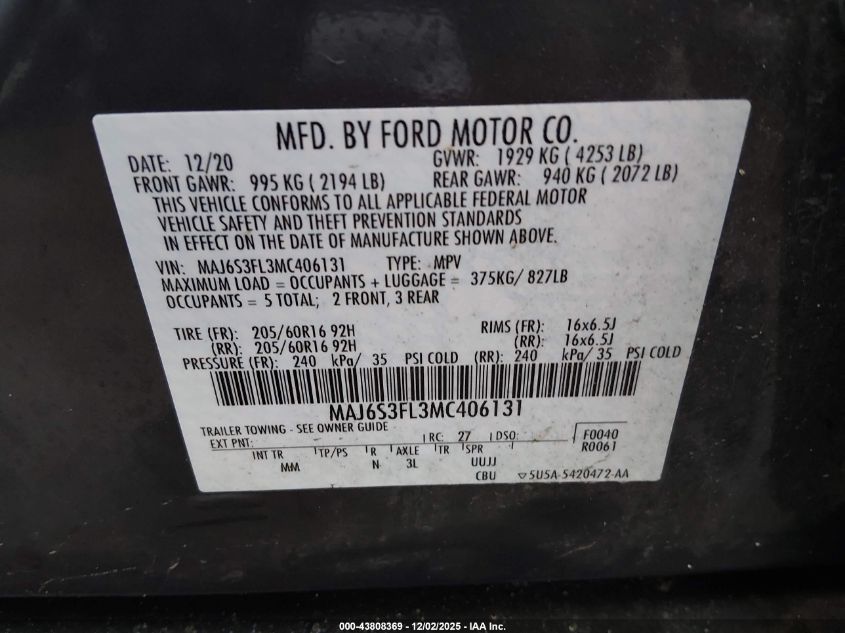 MFD. BY FORD MOTOR CO.
DATE: 12/20 GVWR: 1929 KG ( 4253 LB)
FRONT GAWR: 995 KG ( 2194 LB) REAR GAWR: 940 KG ( 2072 LB)
THIS VEHICLE CONFORMS TO ALL APPLICABLE FEDERAL MOTOR
VEHICLE SAFETY AND THEFT PREVENTION STANDARDS
IN EFFECT ON THE DATE OF MANUFACTURE SHOWN ABOVE.
VIN: MAJ6S3FL3MC406131 TYPE: MPV
MAXIMUM LOAD = OCCUPANTS + LUGGAGE = 375KG/ 827LB
OCCUPANTS = 5 TOTAL; 2 FRONT, 3 REAR
TIRE (FR): 205/60R16 92H RIMS (FR): 16x6.5J
(RR): 205/60R16 92H (RR): 16x6.5J
PRESSURE (FR): 240 kPa/ 35 PSI COLD (RR): 240 kPa/ 35 PSI COLD
MAJ6S3FL3MC406131
TRAILER TOWING - SEE OWNER GUIDE
EXT PNT: RC: 27 DSO: F0040
R0061
INT TR TP/PS R AXLE TR SPR
MM N 3L UUJJ
CBU 5U5A-5420472-AA
000-43808369 - 12/02/2025 - IAA Inc.